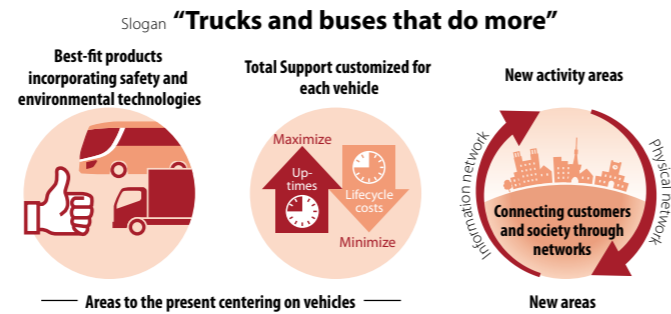 Slogan “Trucks and buses that do more”
Best-fit products
incorporating safety and
environmental technologies
Total Support customized for
each vehicle
Maximize
Up-
times
Lifecycle
costs
Minimize
New activity areas
Information network
Physical network
Connecting customers
and society through
networks
Areas to the present centering on vehicles
New areas